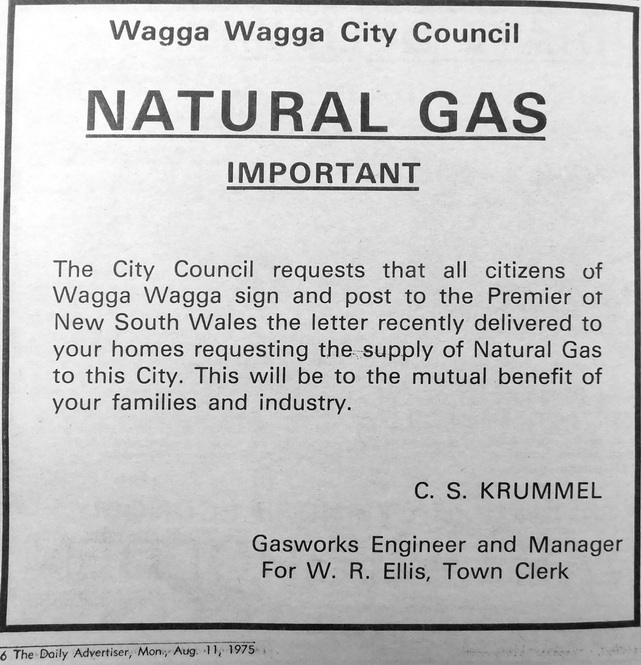 Wagga Wagga City Council
NATURAL GAS
IMPORTANT
The City Council requests that all citizens of
Wagga Wagga sign and post to the Premier of
New South Wales the letter recently delivered to
your homes requesting the supply of Natural Gas
to this City. This will be to the mutual benefit of
your families and industry.
C. S. KRUMMEL
Gasworks Engineer and Manager
For W. R. Ellis, Town Clerk
6 The Daily Advertiser, Mon., Aug. 11, 1975